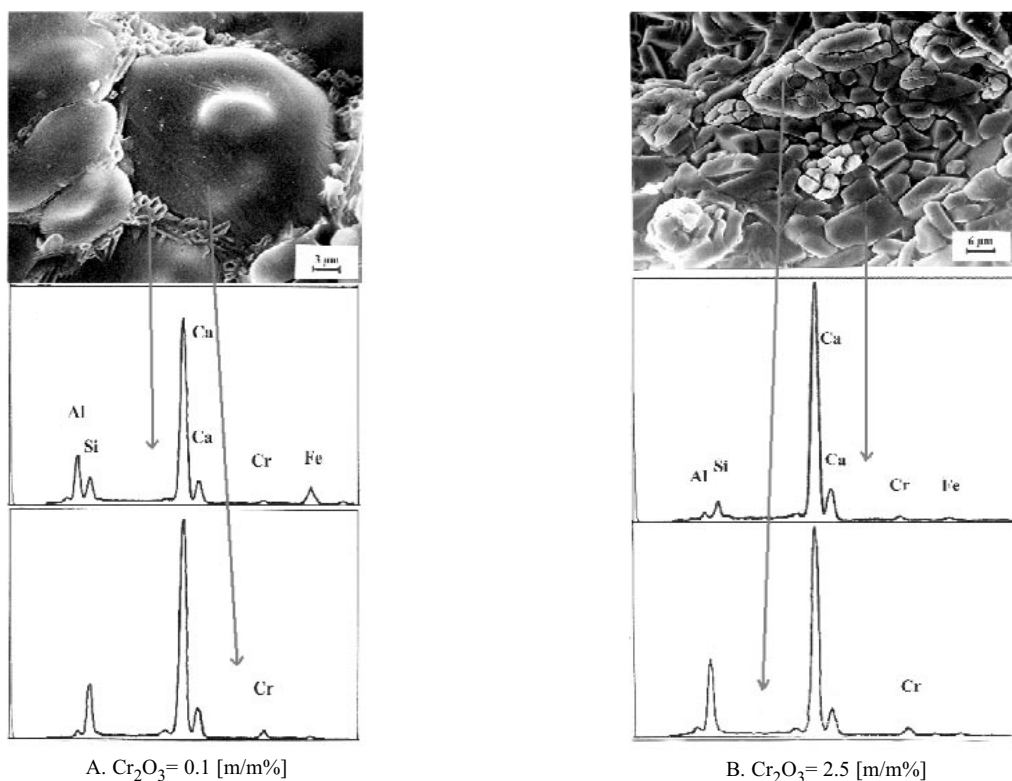 3 μm
Ca
Al
Si
Ca
Cr
Fe
Cr
A. Cr₂O₃= 0.1 [m/m%]
6 μm
Ca
Al
Si
Ca
Cr
Fe
Cr
B. Cr₂O₃= 2.5 [m/m%]